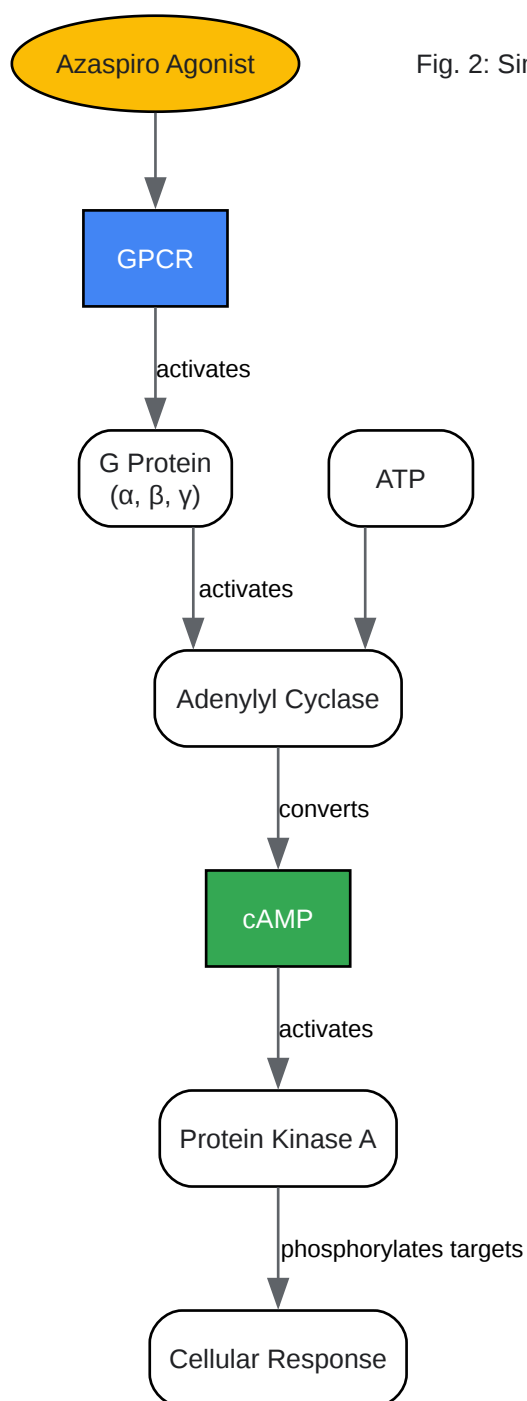 Azaspiro Agonist
Fig. 2: Sir
GPCR
activates
G Protein
(α, β, γ)
ATP
activates
Adenylyl Cyclase
converts
cAMP
activates
Protein Kinase A
phosphorylates targets
Cellular Response